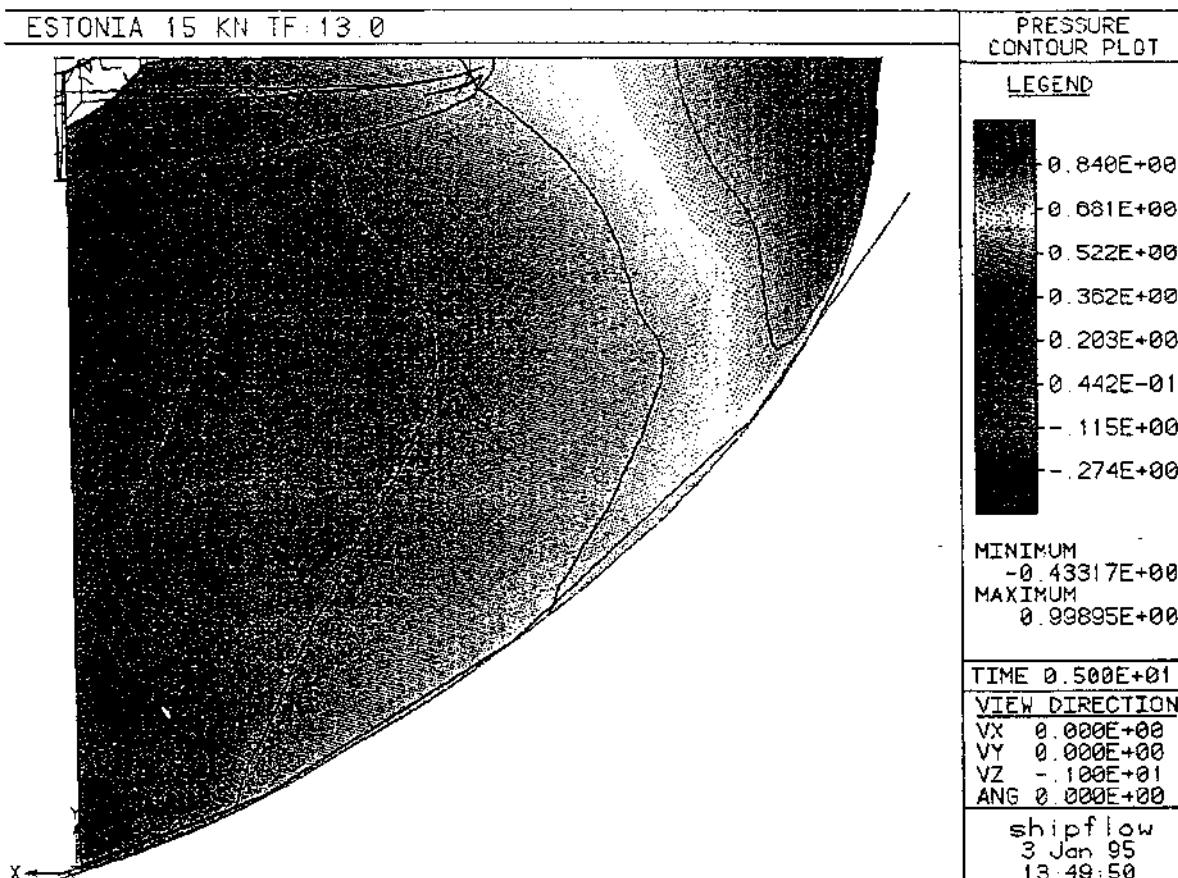 ESTONIA 15 KN TF:13.0
PRESSURE
CONTOUR PLOT
LEGEND
0.840E+00
0.681E+00
0.522E+00
0.362E+00
0.203E+00
0.442E-01
-.115E+00
-.274E+00
MINIMUM
-0.43317E+00
MAXIMUM
0.99895E+00
TIME 0.500E+01
VIEW DIRECTION
VX 0.000E+00
VY 0.000E+00
VZ -.100E+01
ANG 0.000E+00
shipflow
3 Jan 95
13:49:50
Y
X